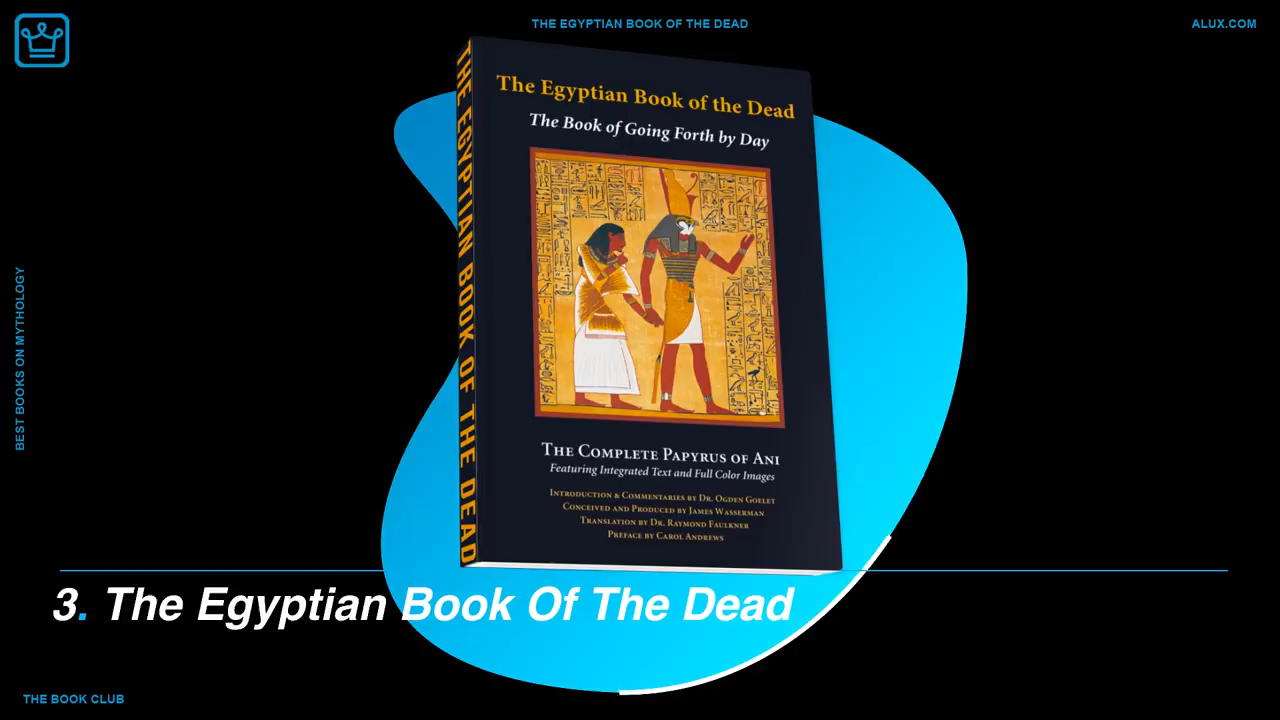 THE EGYPTIAN BOOK OF THE DEAD
ALUX.COM
BEST BOOKS ON MYTHOLOGY
THE EGYPTIAN BOOK OF THE DEAD
The Egyptian Book of the Dead
The Book of Going Forth by Day
THE COMPLETE PAPYRUS OF ANI
Featuring Integrated Text and Full Color Images
INTRODUCTION & COMMENTARIES BY DR. OGDEN GOELET
CONCEIVED AND PRODUCED BY JAMES WASSERMAN
TRANSLATION BY DR. RAYMOND FAULKNER
PREFACE BY CAROL ANDREWS
3. The Egyptian Book Of The Dead
THE BOOK CLUB